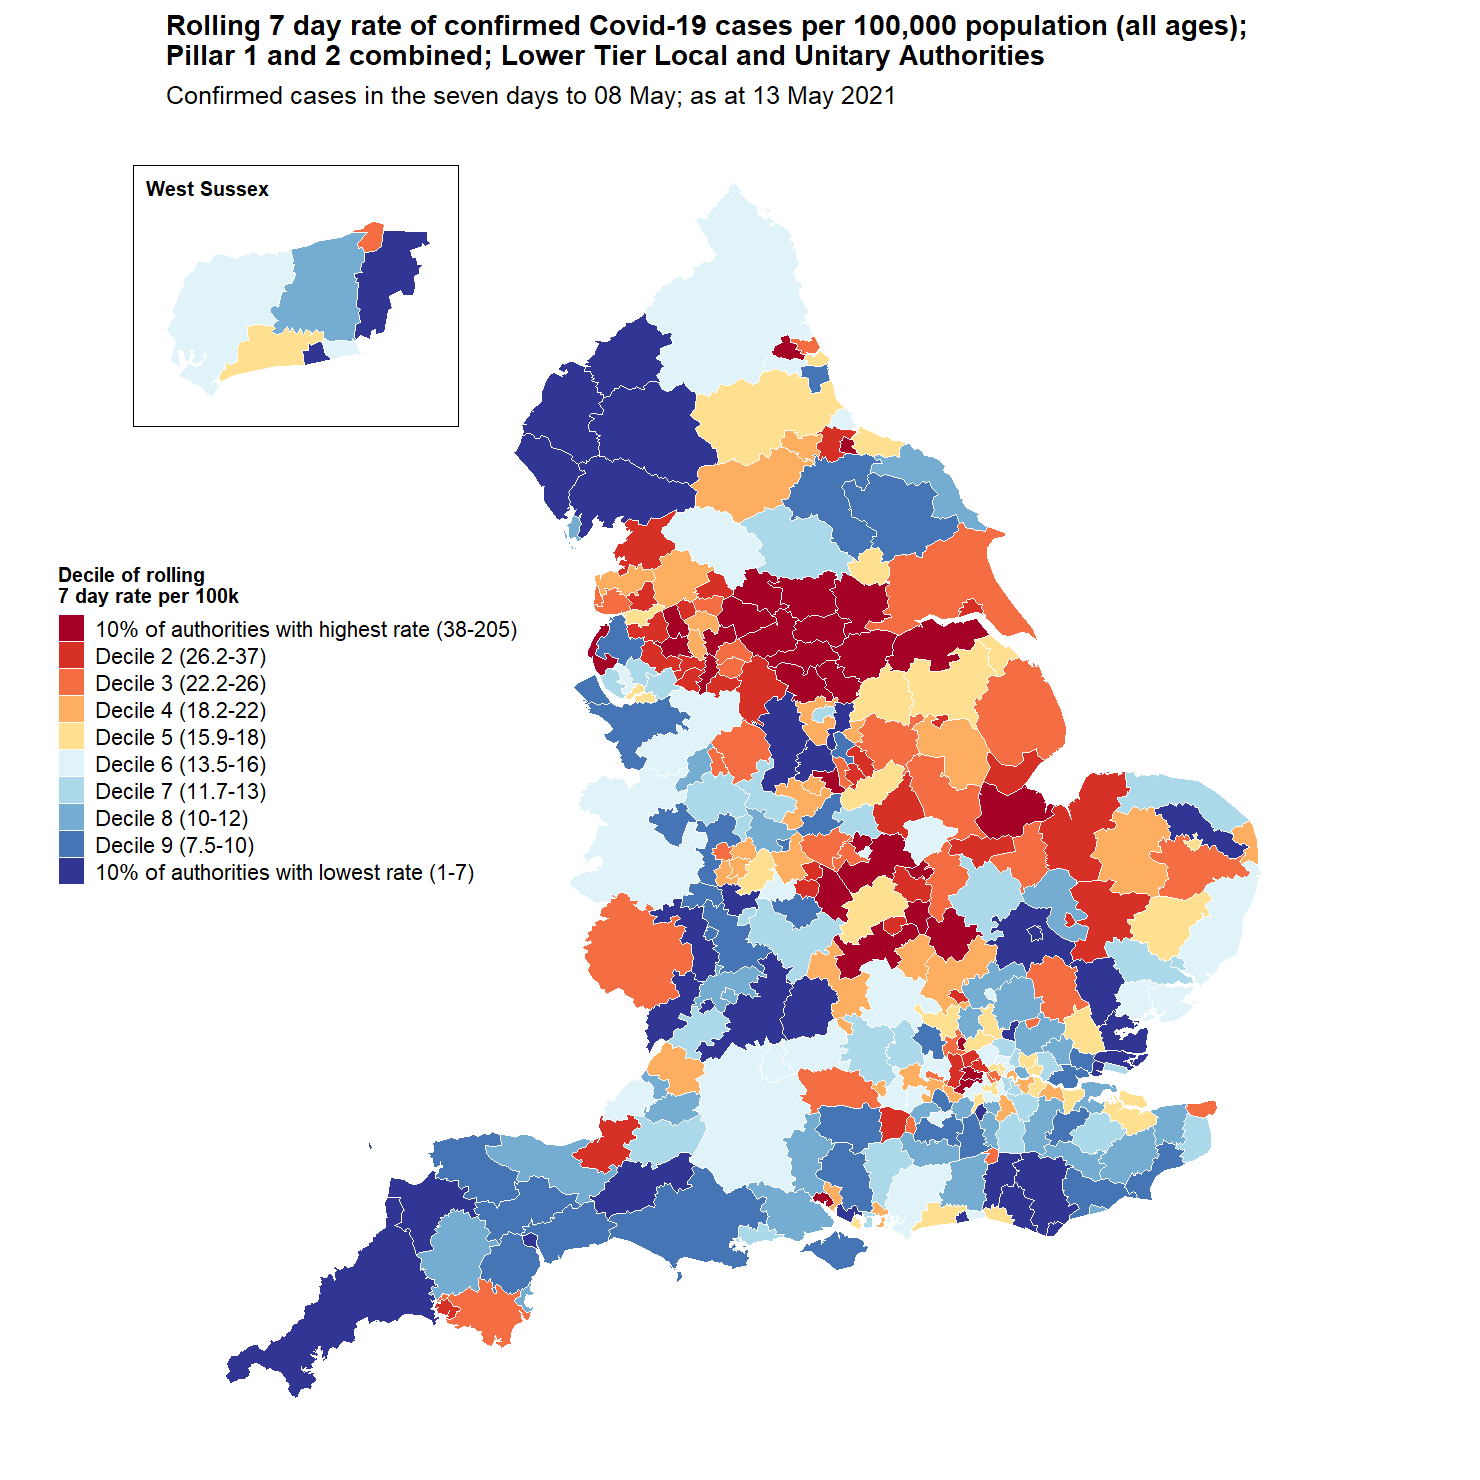 Rolling 7 day rate of confirmed Covid-19 cases per 100,000 population (all ages);
Pillar 1 and 2 combined; Lower Tier Local and Unitary Authorities
Confirmed cases in the seven days to 08 May; as at 13 May 2021
West Sussex
Decile of rolling
7 day rate per 100k
10% of authorities with highest rate (38-205)
Decile 2 (26.2-37)
Decile 3 (22.2-26)
Decile 4 (18.2-22)
Decile 5 (15.9-18)
Decile 6 (13.5-16)
Decile 7 (11.7-13)
Decile 8 (10-12)
Decile 9 (7.5-10)
10% of authorities with lowest rate (1-7)